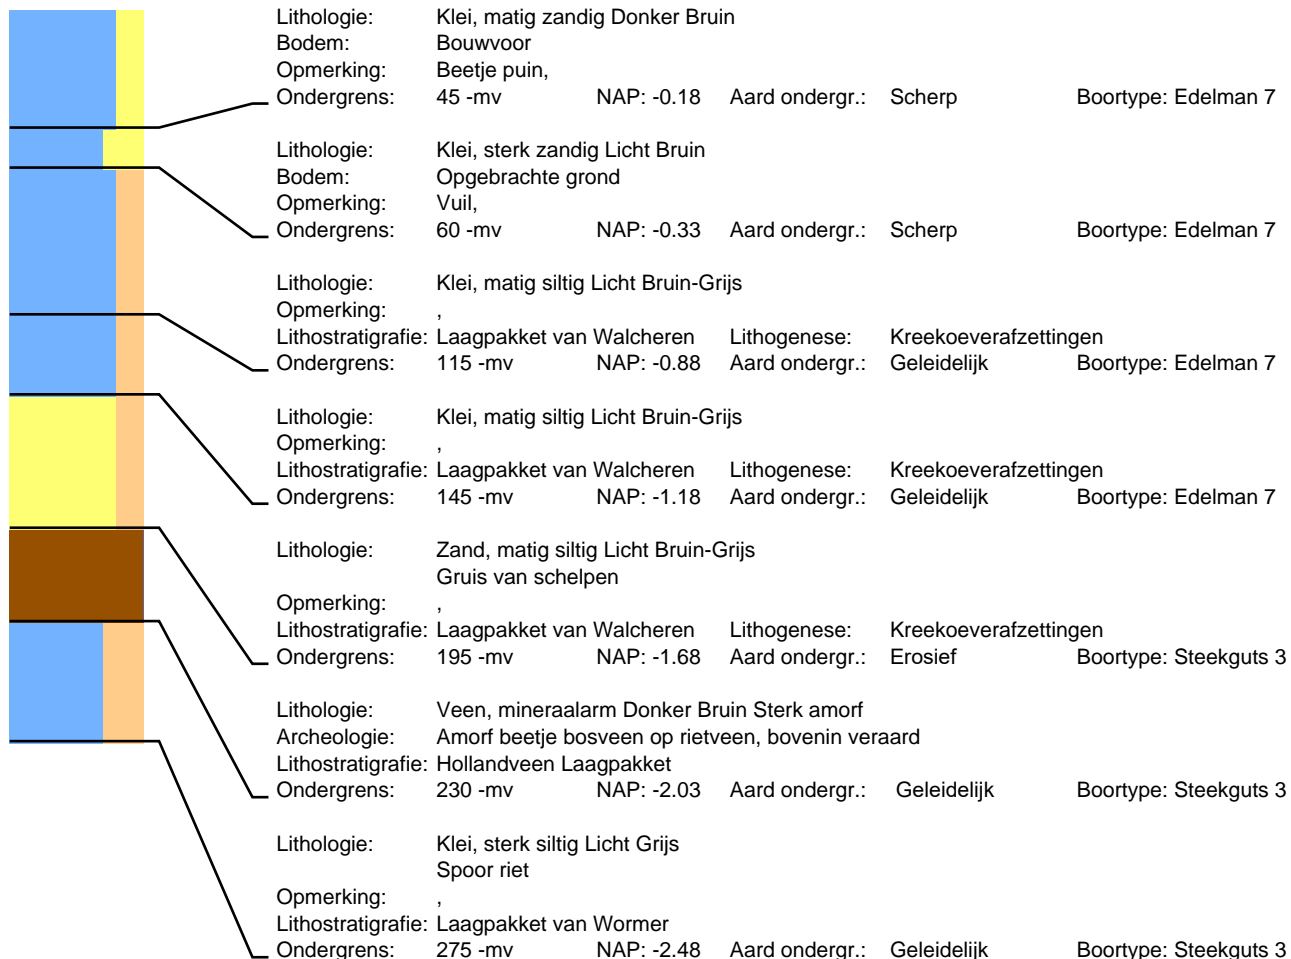 Lithologie: Klei, matig zandig Donker Bruin
Bodem: Bouwvoor
Opmerking: Beetje puin,
Ondergrens: 45 -mv NAP: -0.18 Aard ondergr.: Scherp Boortype: Edelman 7
Lithologie: Klei, sterk zandig Licht Bruin
Bodem: Opgebrachte grond
Opmerking: Vuil,
Ondergrens: 60 -mv NAP: -0.33 Aard ondergr.: Scherp Boortype: Edelman 7
Lithologie: Klei, matig siltig Licht Bruin-Grijs
Opmerking: ,
Lithostratigrafie: Laagpakket van Walcheren Lithogenese: Kreekoeverafzettingen
Ondergrens: 115 -mv NAP: -0.88 Aard ondergr.: Geleidelijk Boortype: Edelman 7
Lithologie: Klei, matig siltig Licht Bruin-Grijs
Opmerking: ,
Lithostratigrafie: Laagpakket van Walcheren Lithogenese: Kreekoeverafzettingen
Ondergrens: 145 -mv NAP: -1.18 Aard ondergr.: Geleidelijk Boortype: Edelman 7
Lithologie: Zand, matig siltig Licht Bruin-Grijs
Gruis van schelpen
Opmerking: ,
Lithostratigrafie: Laagpakket van Walcheren Lithogenese: Kreekoeverafzettingen
Ondergrens: 195 -mv NAP: -1.68 Aard ondergr.: Erosief Boortype: Steekguts 3
Lithologie: Veen, mineraalarm Donker Bruin Sterk amorf
Archeologie: Amorf beetje bosveen op rietveen, bovenin veraard
Lithostratigrafie: Hollandveen Laagpakket
Ondergrens: 230 -mv NAP: -2.03 Aard ondergr.: Geleidelijk Boortype: Steekguts 3
Lithologie: Klei, sterk siltig Licht Grijs
Spoor riet
Opmerking: ,
Lithostratigrafie: Laagpakket van Wormer
Ondergrens: 275 -mv NAP: -2.48 Aard ondergr.: Geleidelijk Boortype: Steekguts 3